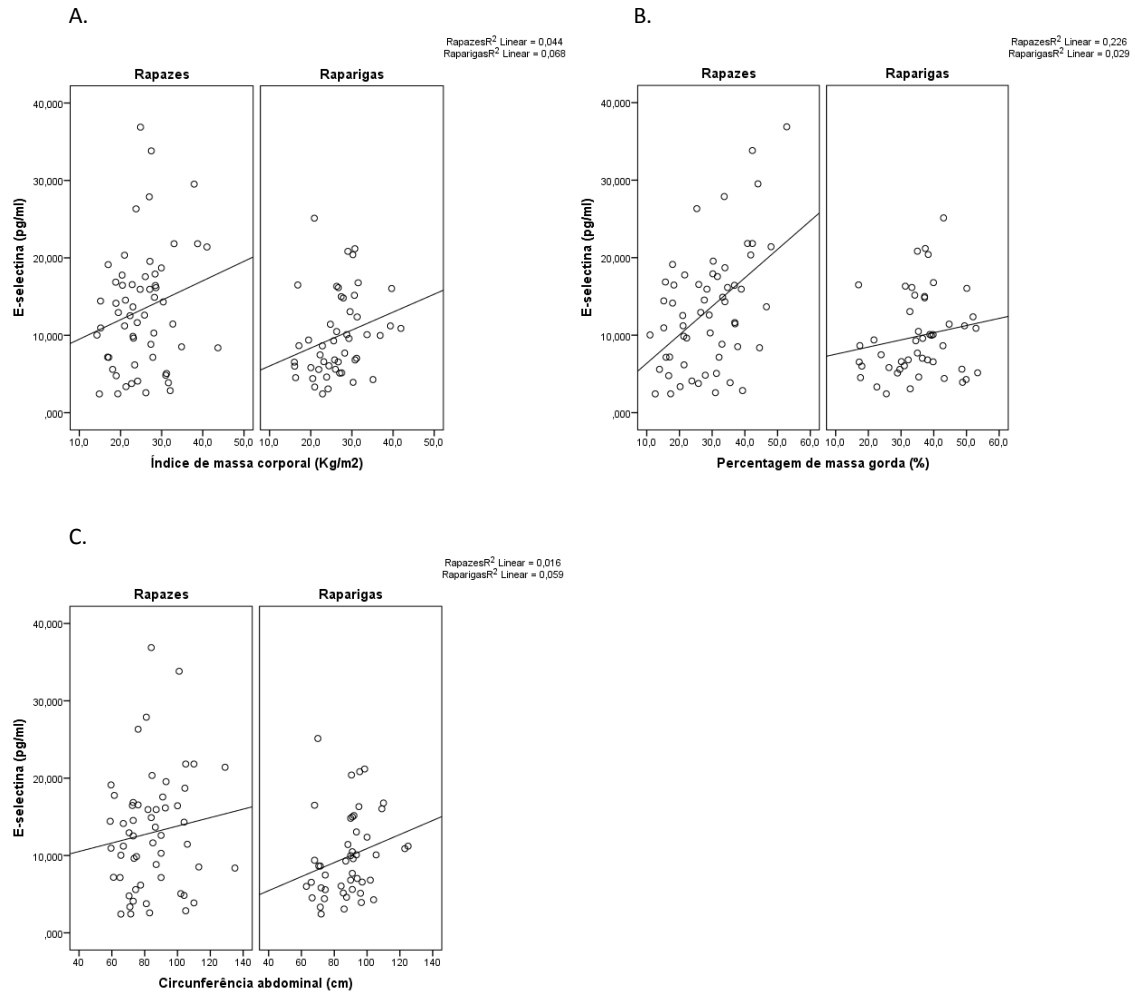 A.
RapazesR² Linear = 0,044
RaparigasR² Linear = 0,068
Rapazes
Raparigas
E-selectina (pg/ml)
40,000
30,000
20,000
10,000
,000
10,0 20,0 30,0 40,0 50,0
10,0 20,0 30,0 40,0 50,0
Índice de massa corporal (Kg/m2)
B.
RapazesR² Linear = 0,226
RaparigasR² Linear = 0,029
Rapazes
Raparigas
E-selectina (pg/ml)
40,000
30,000
20,000
10,000
,000
10,0 20,0 30,0 40,0 50,0 60,0
10,0 20,0 30,0 40,0 50,0 60,0
Percentagem de massa gorda (%)
C.
RapazesR² Linear = 0,016
RaparigasR² Linear = 0,059
Rapazes
Raparigas
E-selectina (pg/ml)
40,000
30,000
20,000
10,000
,000
40 60 80 100 120 140
40 60 80 100 120 140
Circunferência abdominal (cm)